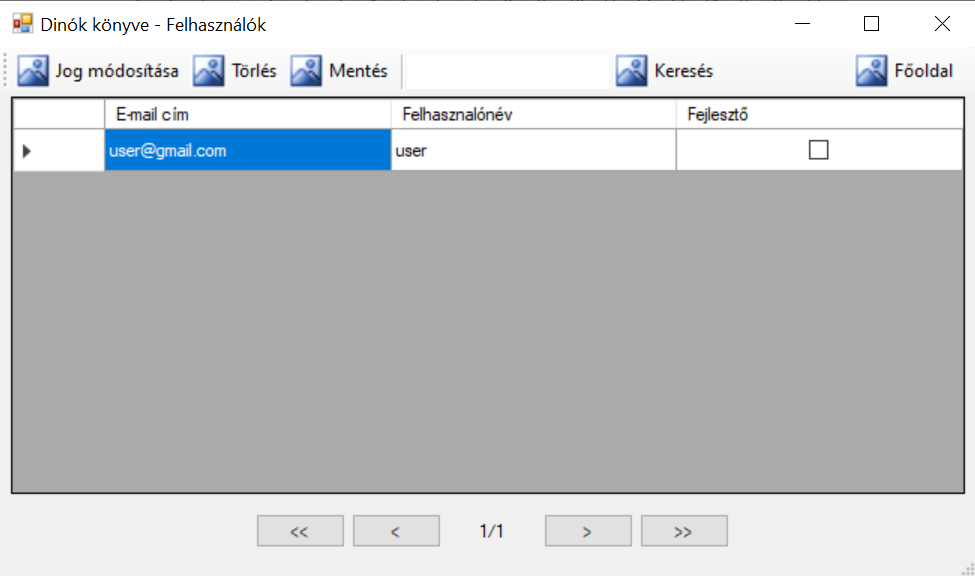 Dinók könyve - Felhasználók
Jog módosítása Törlés Mentés Keresés Főoldal
E-mail cím Felhasznalónév Fejlesztő
user@gmail.com user
<< < 1/1 > >>